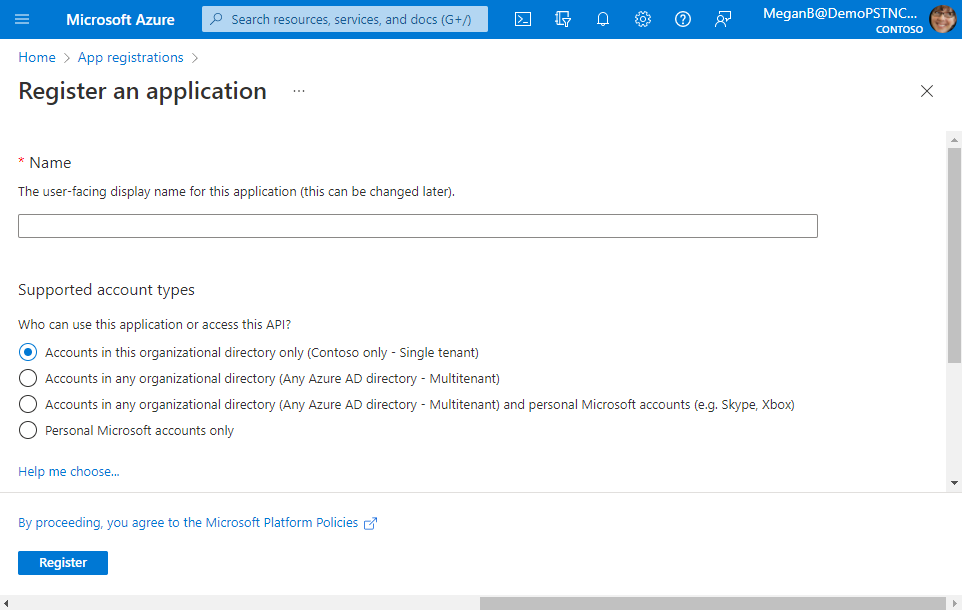 Microsoft Azure
Search resources, services, and docs (G+/)
MeganB@DemoPSTNC...
CONTOSO
Home > App registrations >
Register an application ...
* Name
The user-facing display name for this application (this can be changed later).
Supported account types
Who can use this application or access this API?
Accounts in this organizational directory only (Contoso only - Single tenant)
Accounts in any organizational directory (Any Azure AD directory - Multitenant)
Accounts in any organizational directory (Any Azure AD directory - Multitenant) and personal Microsoft accounts (e.g. Skype, Xbox)
Personal Microsoft accounts only
Help me choose...
By proceeding, you agree to the Microsoft Platform Policies
Register